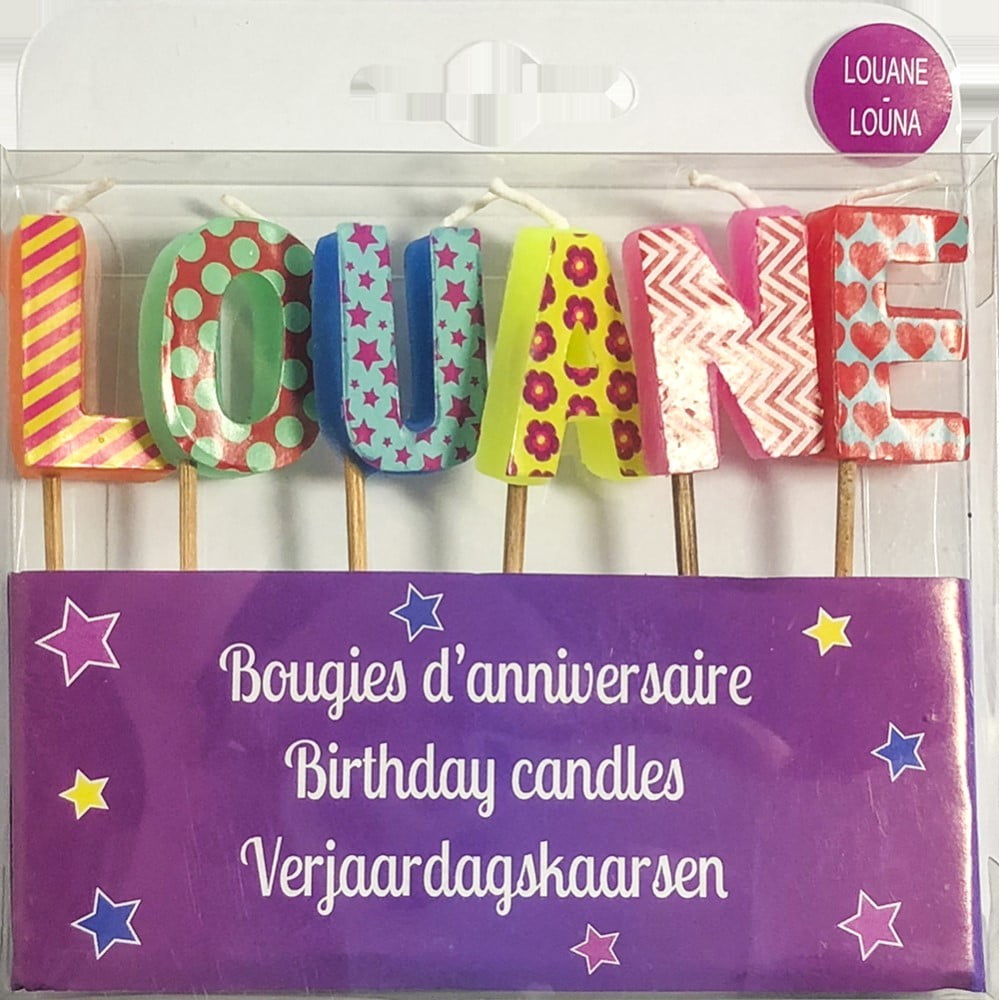 LOUANE
-
LOUNA
LOUANE
Bougies d'anniversaire
Birthday candles
Verjaardagskaarsen